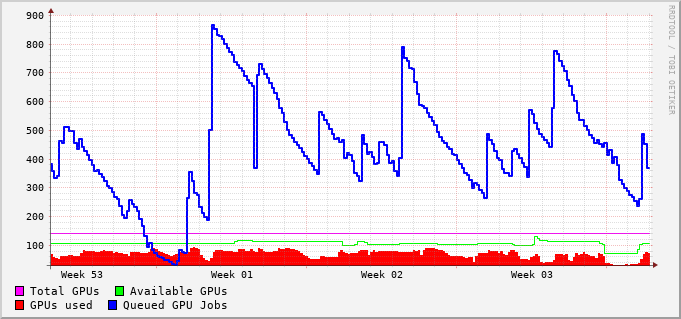 900
800
700
600
500
400
300
200
100
Week 53 Week 01 Week 02 Week 03
Total GPUs Available GPUs
GPUs used Queued GPU Jobs
RRDTOOL / TOBI OETIKER